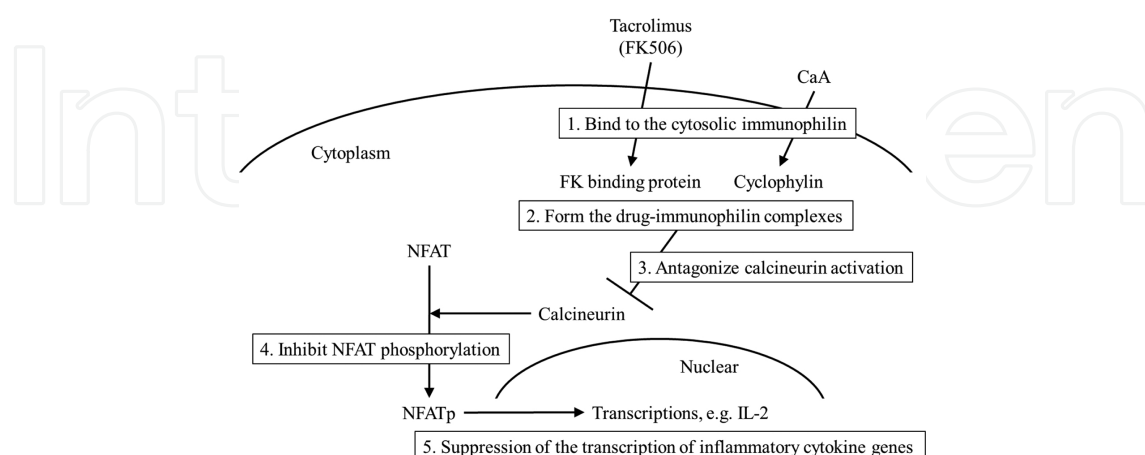 Tacrolimus
(FK506)
CaA
1. Bind to the cytosolic immunophilin
Cytoplasm
FK binding protein
Cyclophylin
2. Form the drug-immunophilin complexes
NFAT
3. Antagonize calcineurin activation
Calcineurin
4. Inhibit NFAT phosphorylation
Nuclear
NFATp
Transcriptions, e.g. IL-2
5. Suppression of the transcription of inflammatory cytokine genes
Int
en